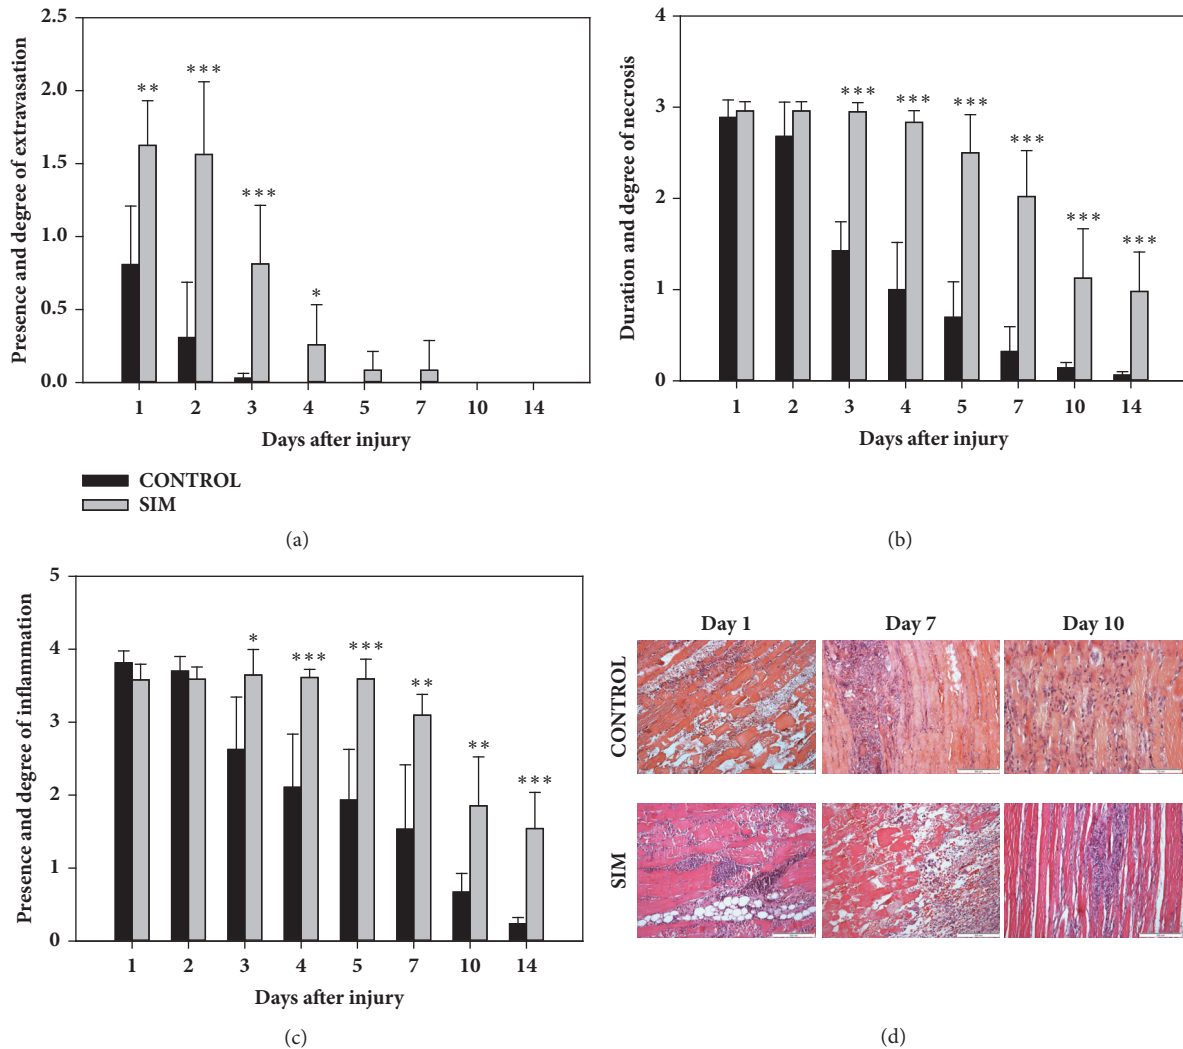 2.5
2.0
1.5
1.0
0.5
0.0
Presence and degree of extravasation
** *** *** *
1 2 3 4 5 7 10 14
Days after injury
CONTROL
SIM
(a)
4
3
2
1
0
Duration and degree of necrosis
*** *** *** *** *** ***
1 2 3 4 5 7 10 14
Days after injury
(b)
5
4
3
2
1
0
Presence and degree of inflammation
* *** *** ** ** ***
1 2 3 4 5 7 10 14
Days after injury
(c)
Day 1 Day 7 Day 10
CONTROL
SIM
(d)